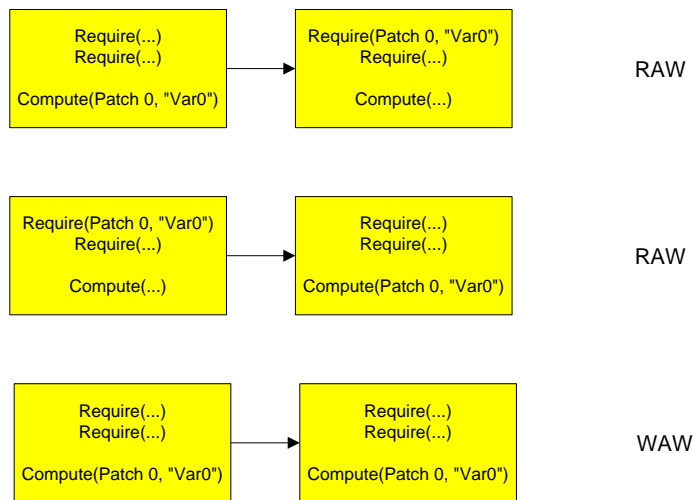 Require(...)
Require(...)
Compute(Patch 0, "Var0")
Require(Patch 0, "Var0")
Require(...)
Compute(...)
RAW
Require(Patch 0, "Var0")
Require(...)
Compute(...)
Require(...)
Require(...)
Compute(Patch 0, "Var0")
RAW
Require(...)
Require(...)
Compute(Patch 0, "Var0")
Require(...)
Require(...)
Compute(Patch 0, "Var0")
WAW